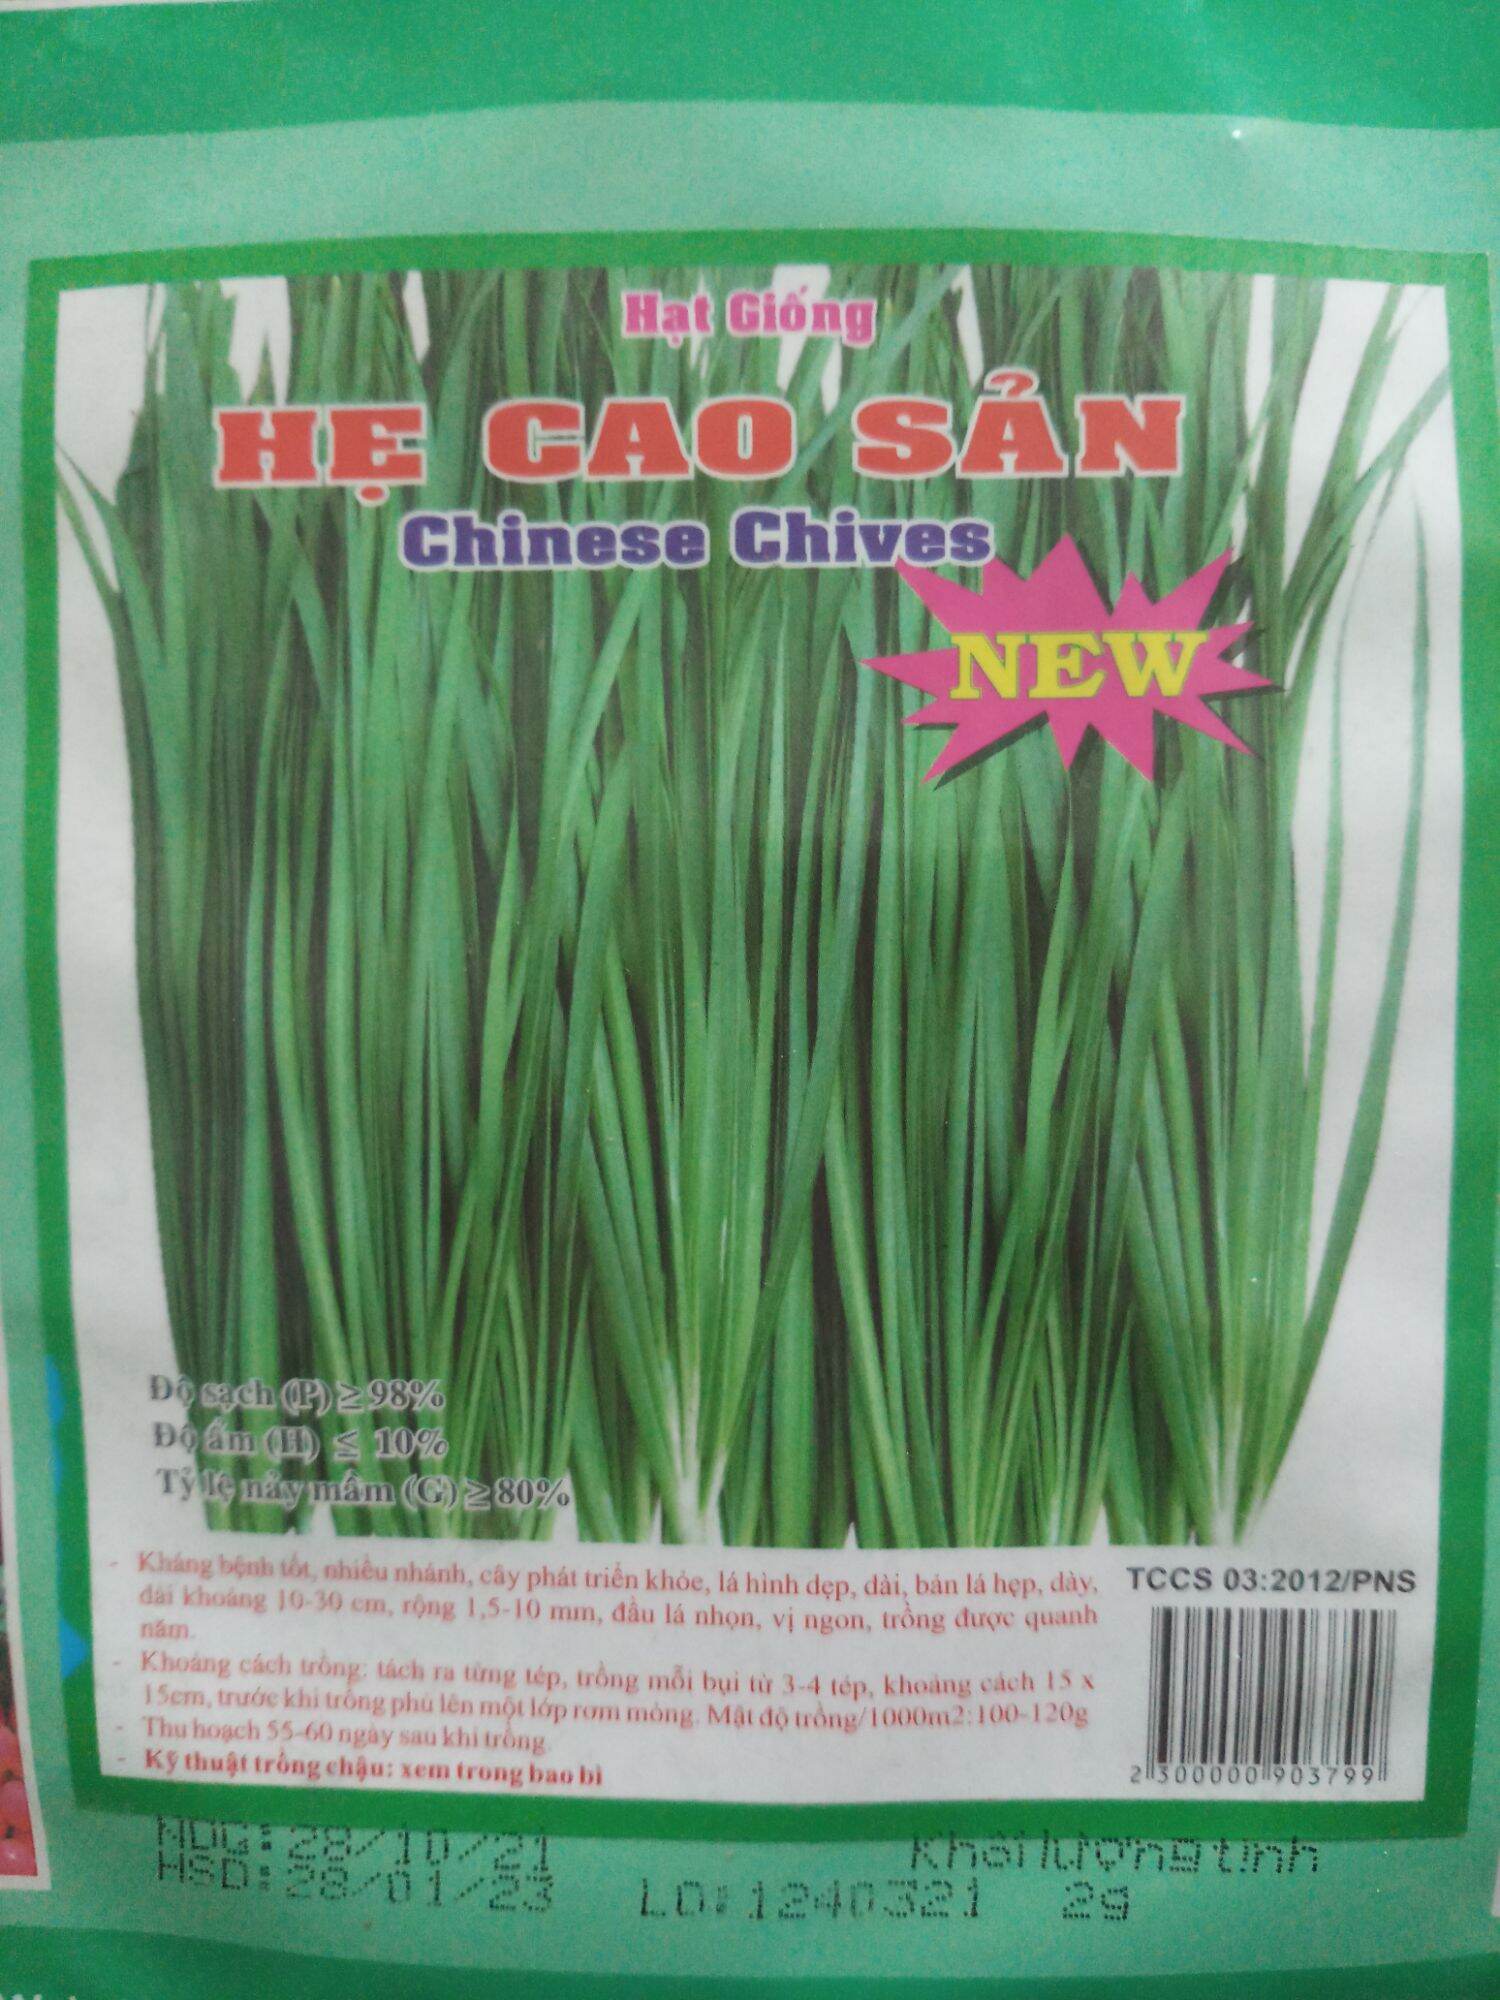 Hạt Giống
HẸ CAO SẢN
Chinese Chives
NEW
Độ sạch (P) ≥ 98%
Độ ẩm (H) ≤ 10%
Tỷ lệ nảy mầm (G) ≥ 80%
- Kháng bệnh tốt, nhiều nhánh, cây phát triển khỏe, lá hình dẹp, dài, bản lá hẹp, dày,
dài khoảng 10-30 cm, rộng 1,5-10 mm, đầu lá nhọn, vị ngon, trồng được quanh
năm.
- Khoảng cách trồng: tách ra từng tép, trồng mỗi bụi từ 3-4 tép, khoảng cách 15 x
15cm, trước khi trồng phủ lên một lớp rơm mỏng. Mật độ trồng/1000m2:100-120g
- Thu hoạch 55-60 ngày sau khi trồng.
- Kỹ thuật trồng chậu: xem trong bao bì
TCCS 03:2012/PNS
2 300000 903799
NDG: 28/10/21
HSD: 28/01/23
LO: 1240321
Khối lượng tịnh
2g